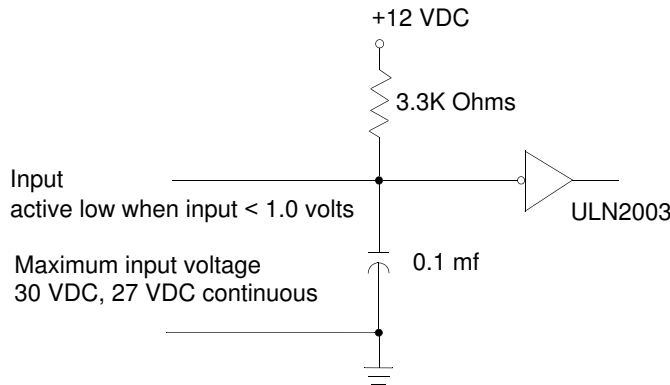 +12 VDC
3.3K Ohms
Input
active low when input < 1.0 volts
ULN2003
Maximum input voltage
30 VDC, 27 VDC continuous
0.1 mf